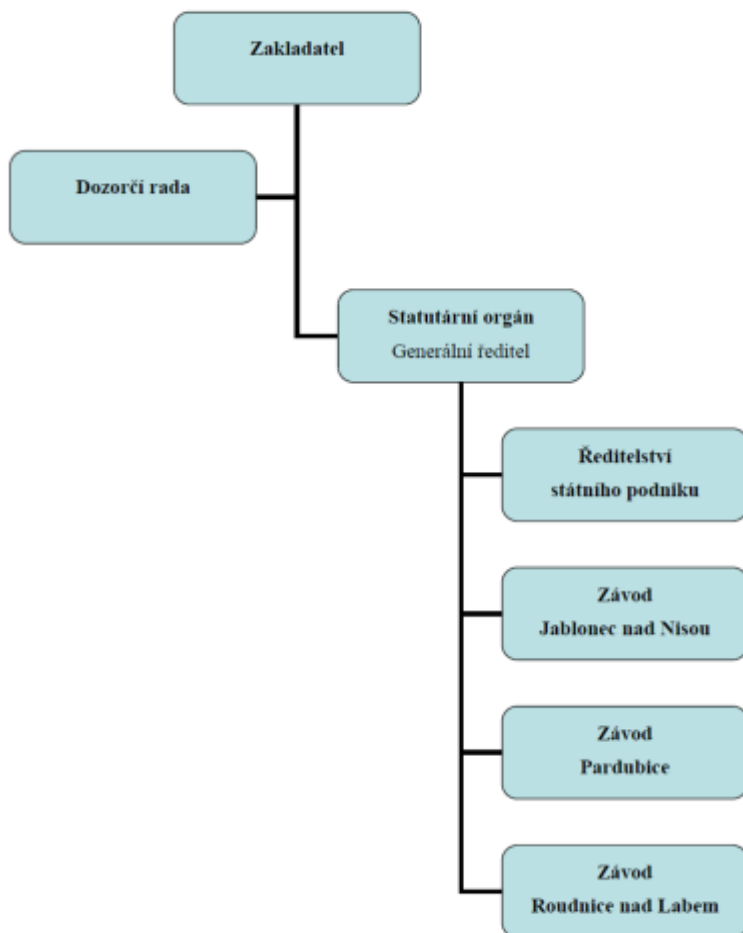 Zakladatel
Dozorčí rada
Statutární orgán
Generální ředitel
Ředitelství
státního podniku
Závod
Jablonec nad Nisou
Závod
Pardubice
Závod
Roudnice nad Labem